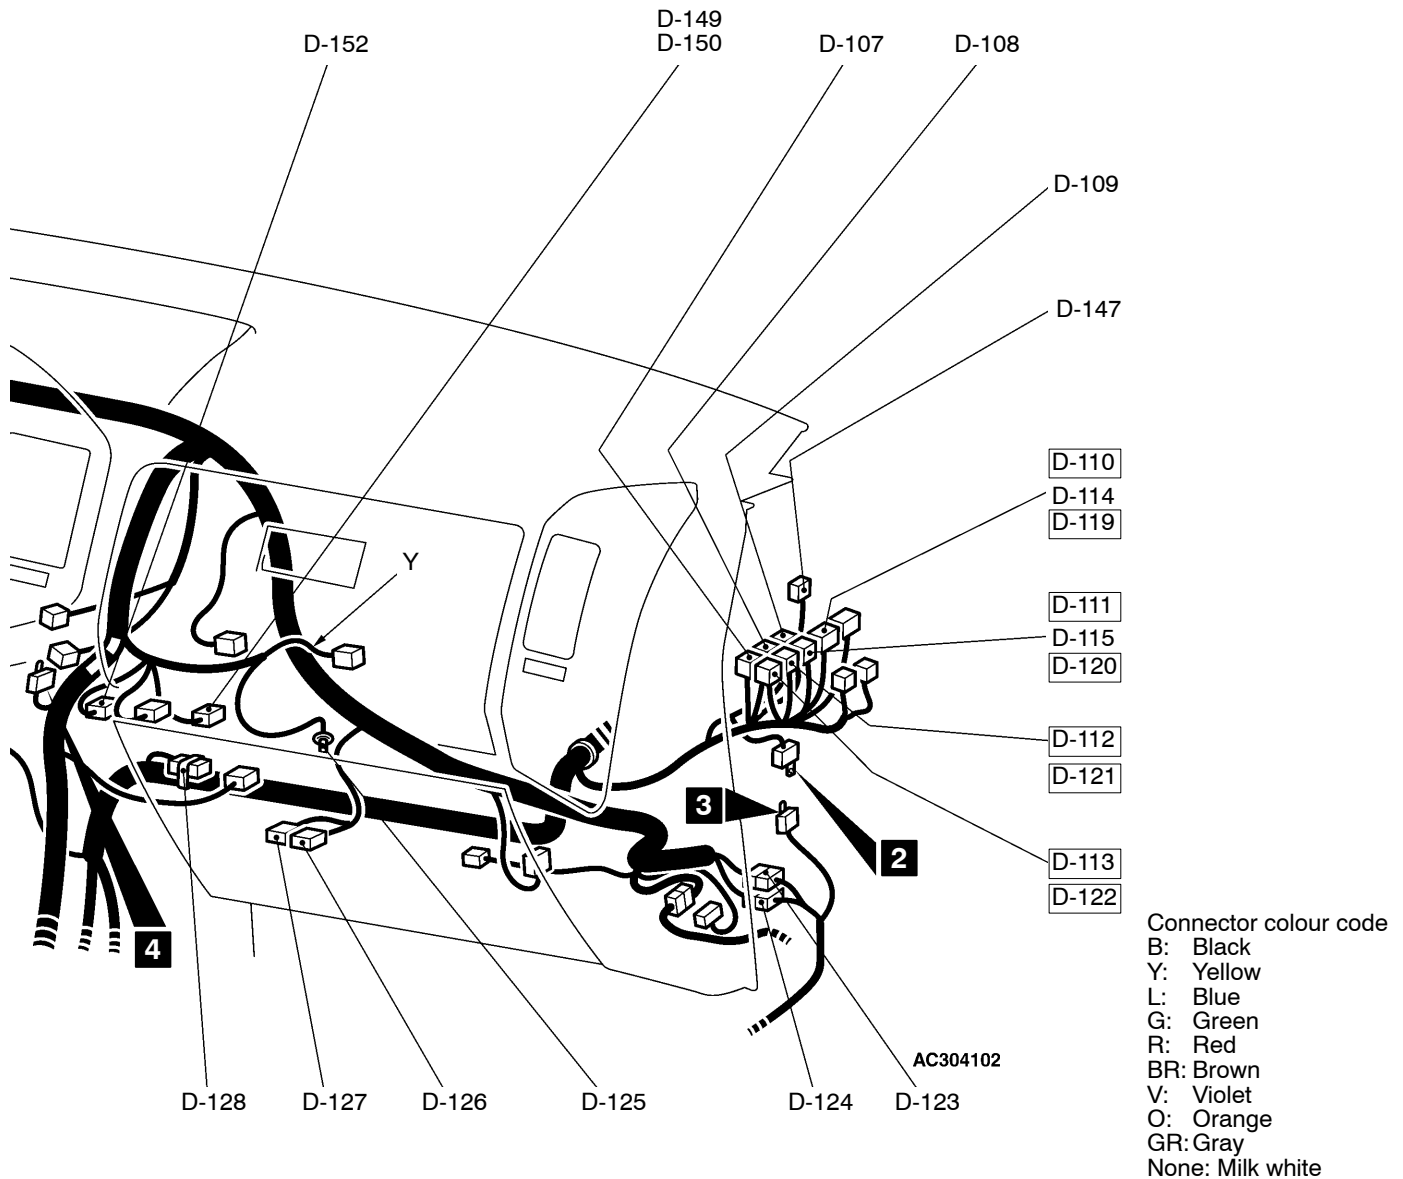 D-149
D-152
D-150
D-107
D-108
D-109
D-147
D-110
D-114
D-119
Y
D-111
D-115
D-120
D-112
D-121
3
2
D-113
D-122
4
Connector colour code
B: Black
Y: Yellow
L: Blue
G: Green
R: Red
BR: Brown
V: Violet
O: Orange
GR: Gray
None: Milk white
AC304102
D-128
D-127
D-126
D-125
D-124
D-123